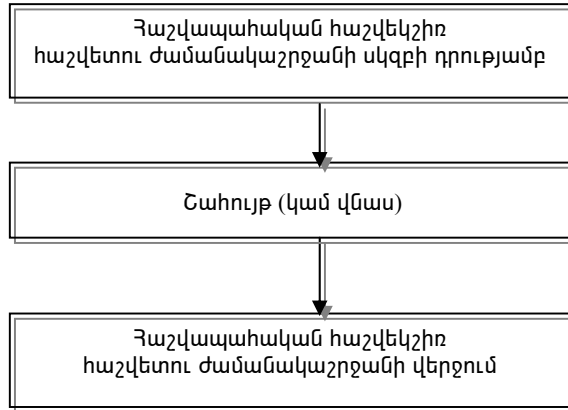 Հաշվապահական հաշվեկշիռ
հաշվետու ժամանակաշրջանի սկզբի դրությամբ
Շահույթ (կամ վնաս)
Հաշվապահական հաշվեկշիռ
հաշվետու ժամանակաշրջանի վերջում